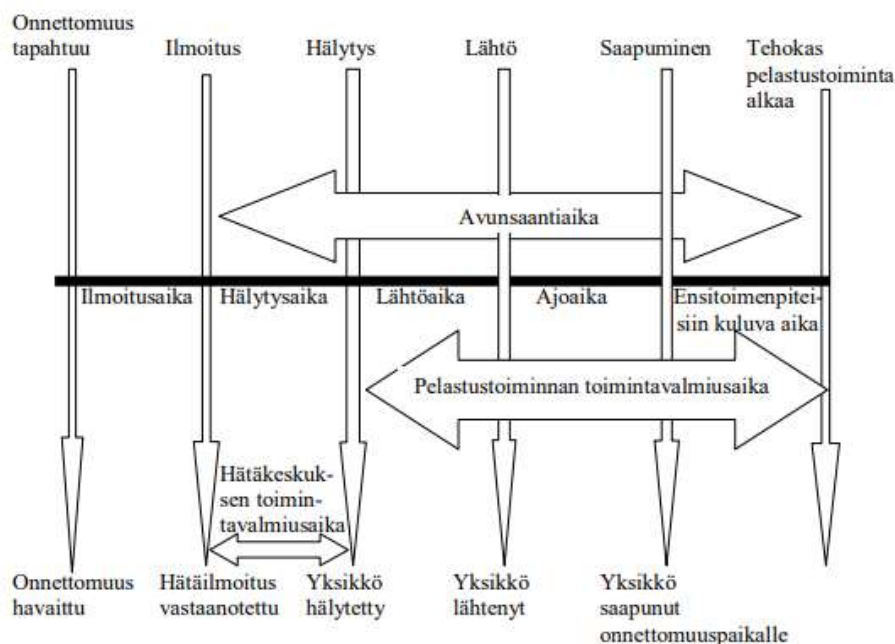 Onnettomuus
tapahtuu
Ilmoitus
Hälytys
Lähtö
Saapuminen
Tehokas
pelastustoiminta
alkaa
Avunsaantiaika
Ilmoitusaika
Hälytysaika
Lähtöaika
Ajoaika
Ensitoimenpitei-
siin kuluva aika
Pelastustoiminnan toimintavalmiusaika
Hätäkeskuk-
sen toimin-
tavalmiusaika
Onnettomuus
havaittu
Hätäilmoitus
vastaanotettu
Yksikkö
hälytetty
Yksikkö
lähtenyt
Yksikkö
saapunut
onnettomuuspaikalle